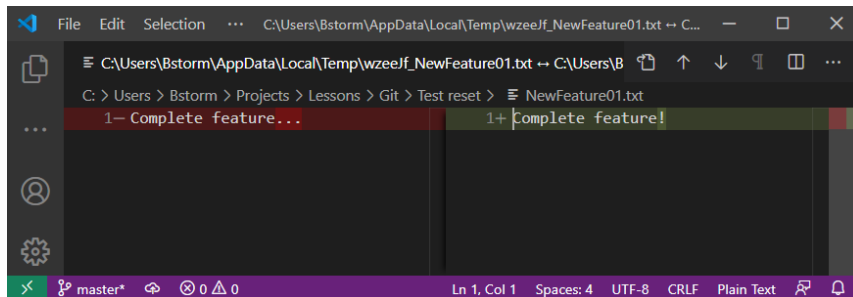 File Edit Selection ··· C:\Users\Bstorm\AppData\Local\Temp\wzeeJf_NewFeature01.txt ↔ C...
C:\Users\Bstorm\AppData\Local\Temp\wzeeJf_NewFeature01.txt ↔ C:\Users\B
C: > Users > Bstorm > Projects > Lessons > Git > Test reset > NewFeature01.txt
1— Complete feature... 1+ Complete feature!
master* 0 0 Ln 1, Col 1 Spaces: 4 UTF-8 CRLF Plain Text